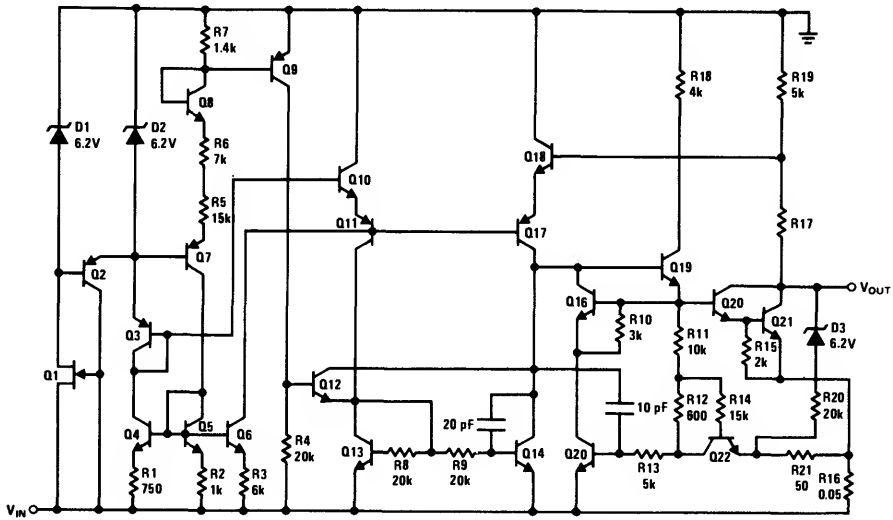 R7
1.4k
Q9
Q8
R18
4k
R19
5k
D1
6.2V
D2
6.2V
R6
7k
Q18
Q10
R5
15k
Q11
Q17
R17
Q7
Q2
Q19
VOUT
Q16
Q20
Q21
Q3
R10
3k
R11
10k
R15
2k
D3
6.2V
Q1
Q12
20 pF
10 pF
R12
600
R14
15k
R20
20k
Q4
Q5
Q6
R4
20k
Q13
R8
20k
R9
20k
Q14
Q20
R13
5k
Q22
R21
50
R16
0.05
R1
750
R2
1k
R3
6k
VIN